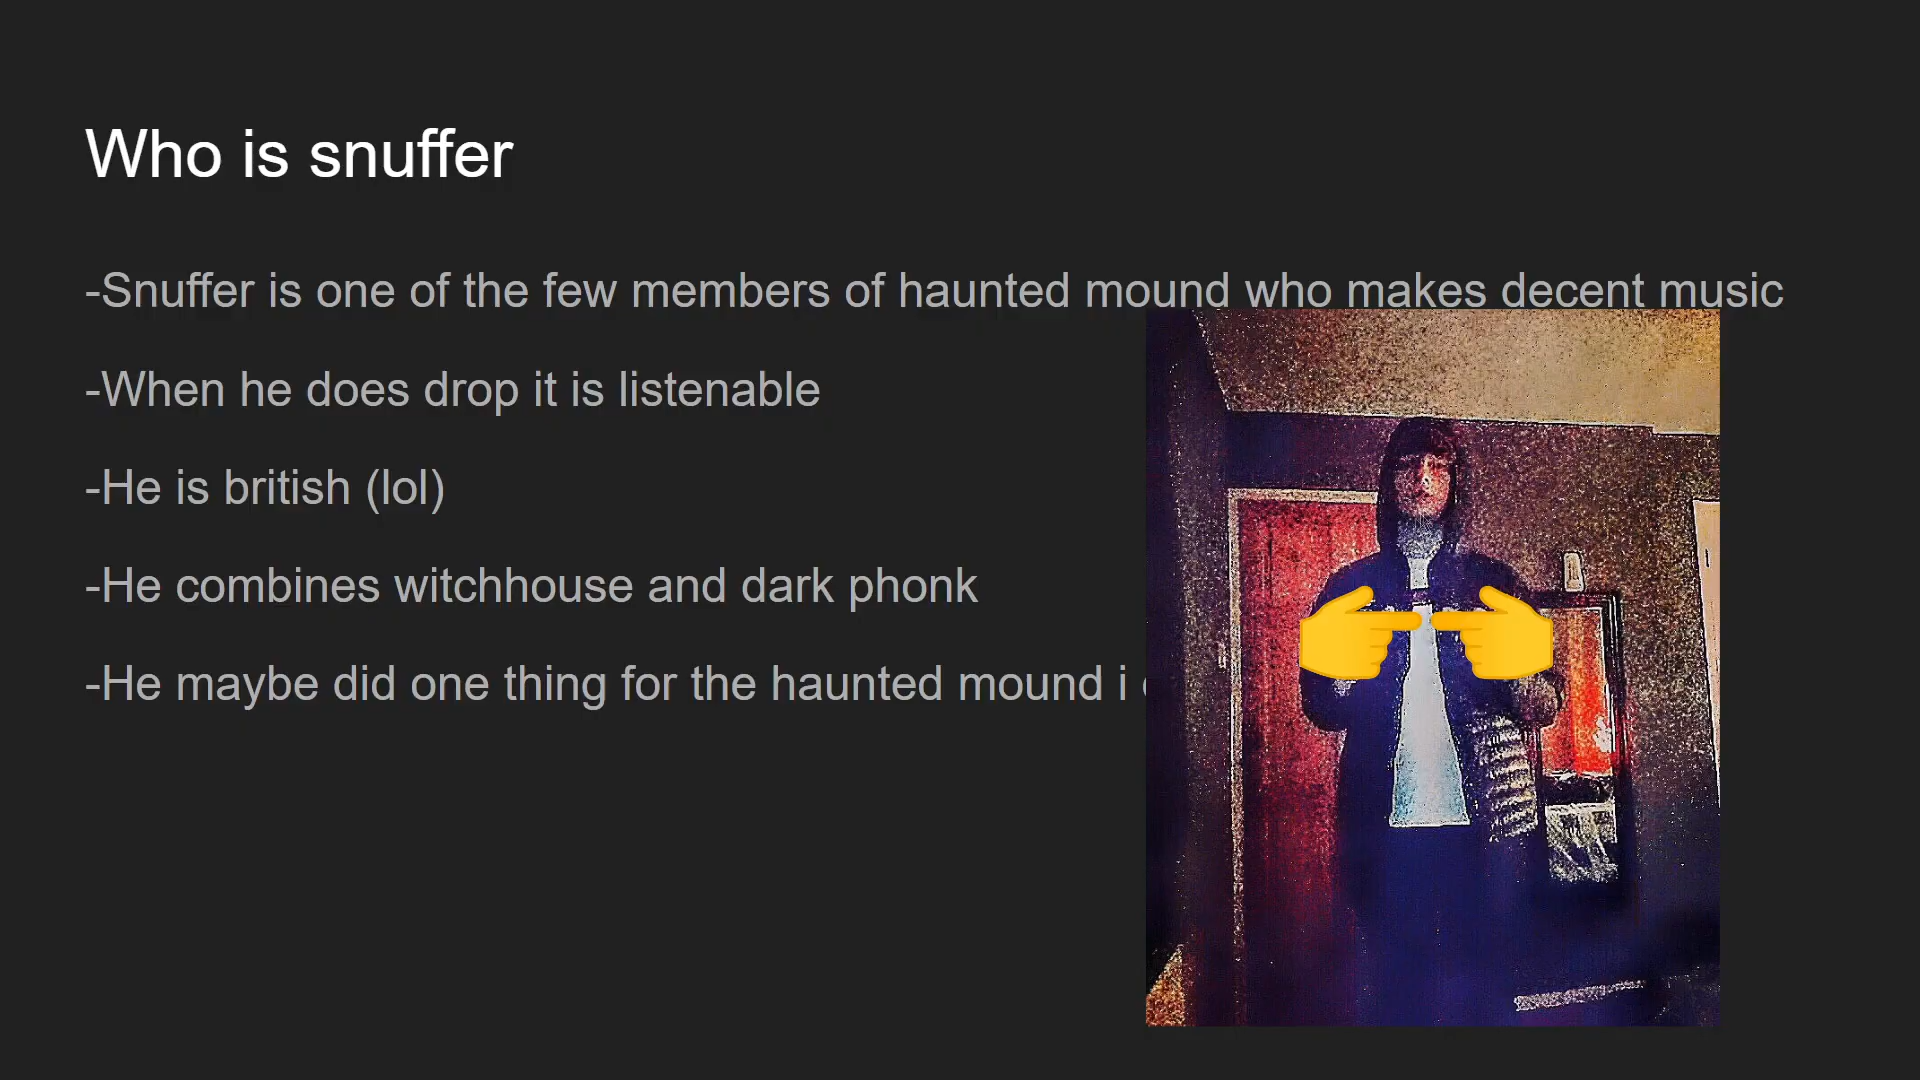 Who is snuffer
-Snuffer is one of the few members of haunted mound who makes decent music
-When he does drop it is listenable
-He is british (lol)
-He combines witchhouse and dark phonk
-He maybe did one thing for the haunted mound i